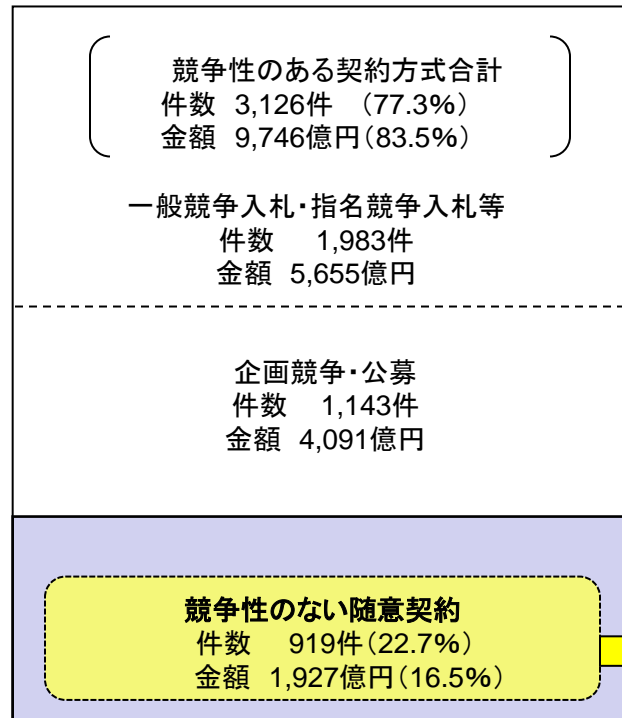 競争性のある契約方式合計
件数 3,126件 (77.3%)
金額 9,746億円(83.5%)
一般競争入札・指名競争入札等
件数 1,983件
金額 5,655億円
企画競争・公募
件数 1,143件
金額 4,091億円
競争性のない随意契約
件数 919件(22.7%)
金額 1,927億円(16.5%)